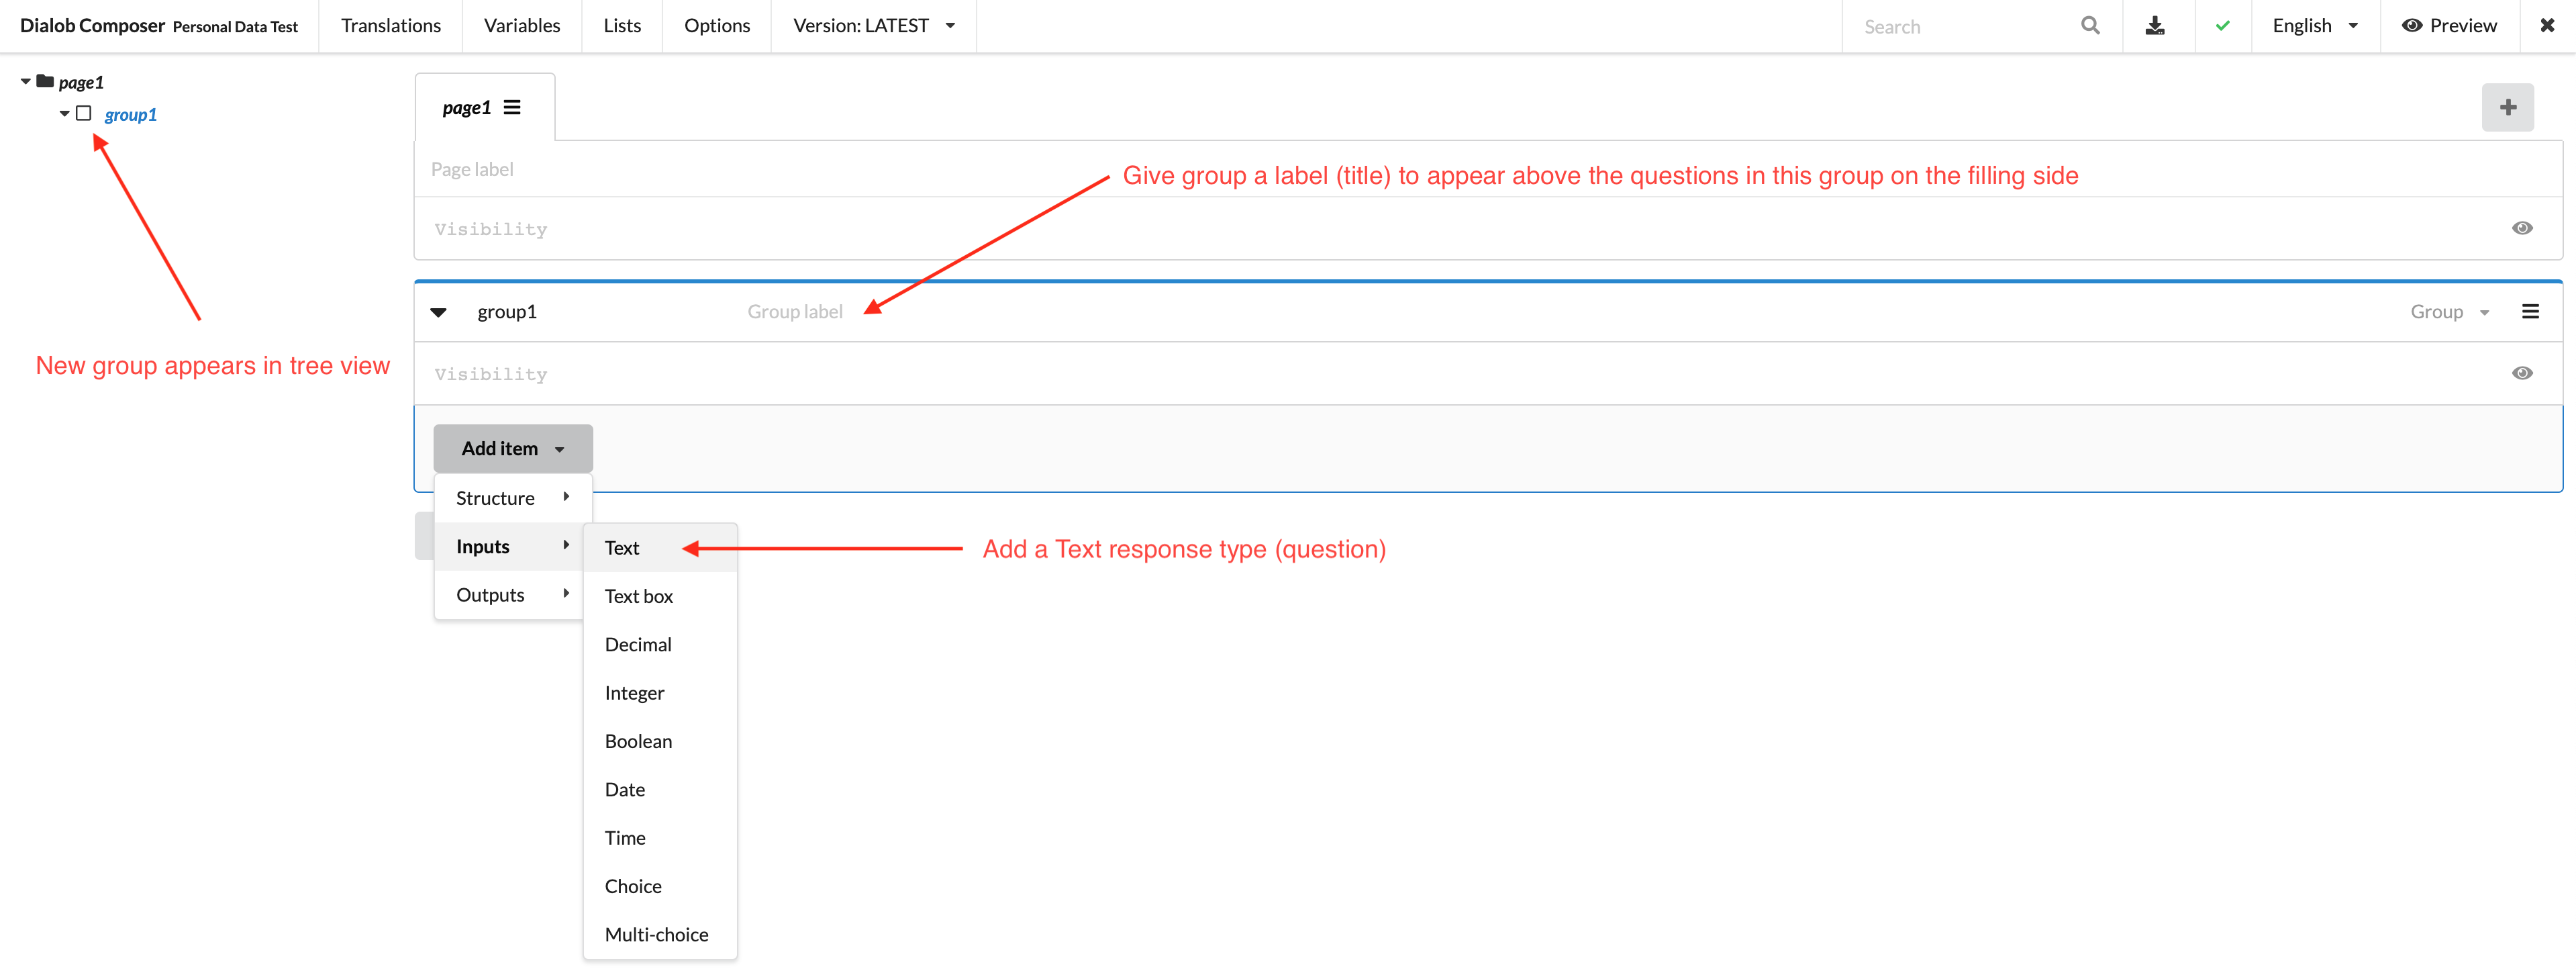 Dialob Composer Personal Data Test Translations Variables Lists Options Version: LATEST Search English Preview
page1
group1
page1
Page label
Give group a label (title) to appear above the questions in this group on the filling side
Visibility
group1 Group label Group
New group appears in tree view
Visibility
Add item
Structure
Inputs
Outputs
Text
Add a Text response type (question)
Text box
Decimal
Integer
Boolean
Date
Time
Choice
Multi-choice